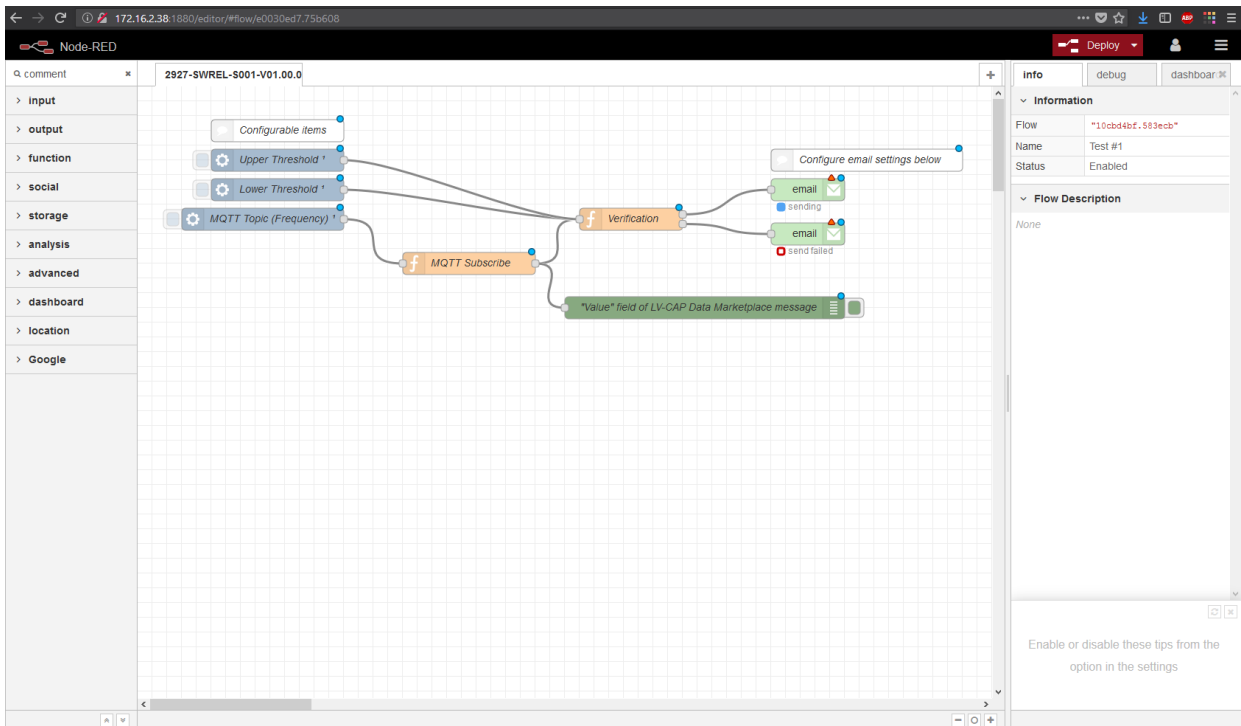 172.16.2.38:1880/editor/#flow/e0030ed7.75b608
ABP
Node-RED
Deploy
comment
2927-SWREL-S001-V01.00.0
info
debug
dashboar
input
output
function
social
storage
analysis
advanced
dashboard
location
Google
Configurable items
Upper Threshold ¹
Lower Threshold ¹
MQTT Topic (Frequency) ¹
MQTT Subscribe
Verification
Configure email settings below
email
sending
email
send failed
"Value" field of LV-CAP Data Marketplace message
Information
Flow "10cbd4bf.583ecb"
Name Test #1
Status Enabled
Flow Description
None
Enable or disable these tips from the
option in the settings